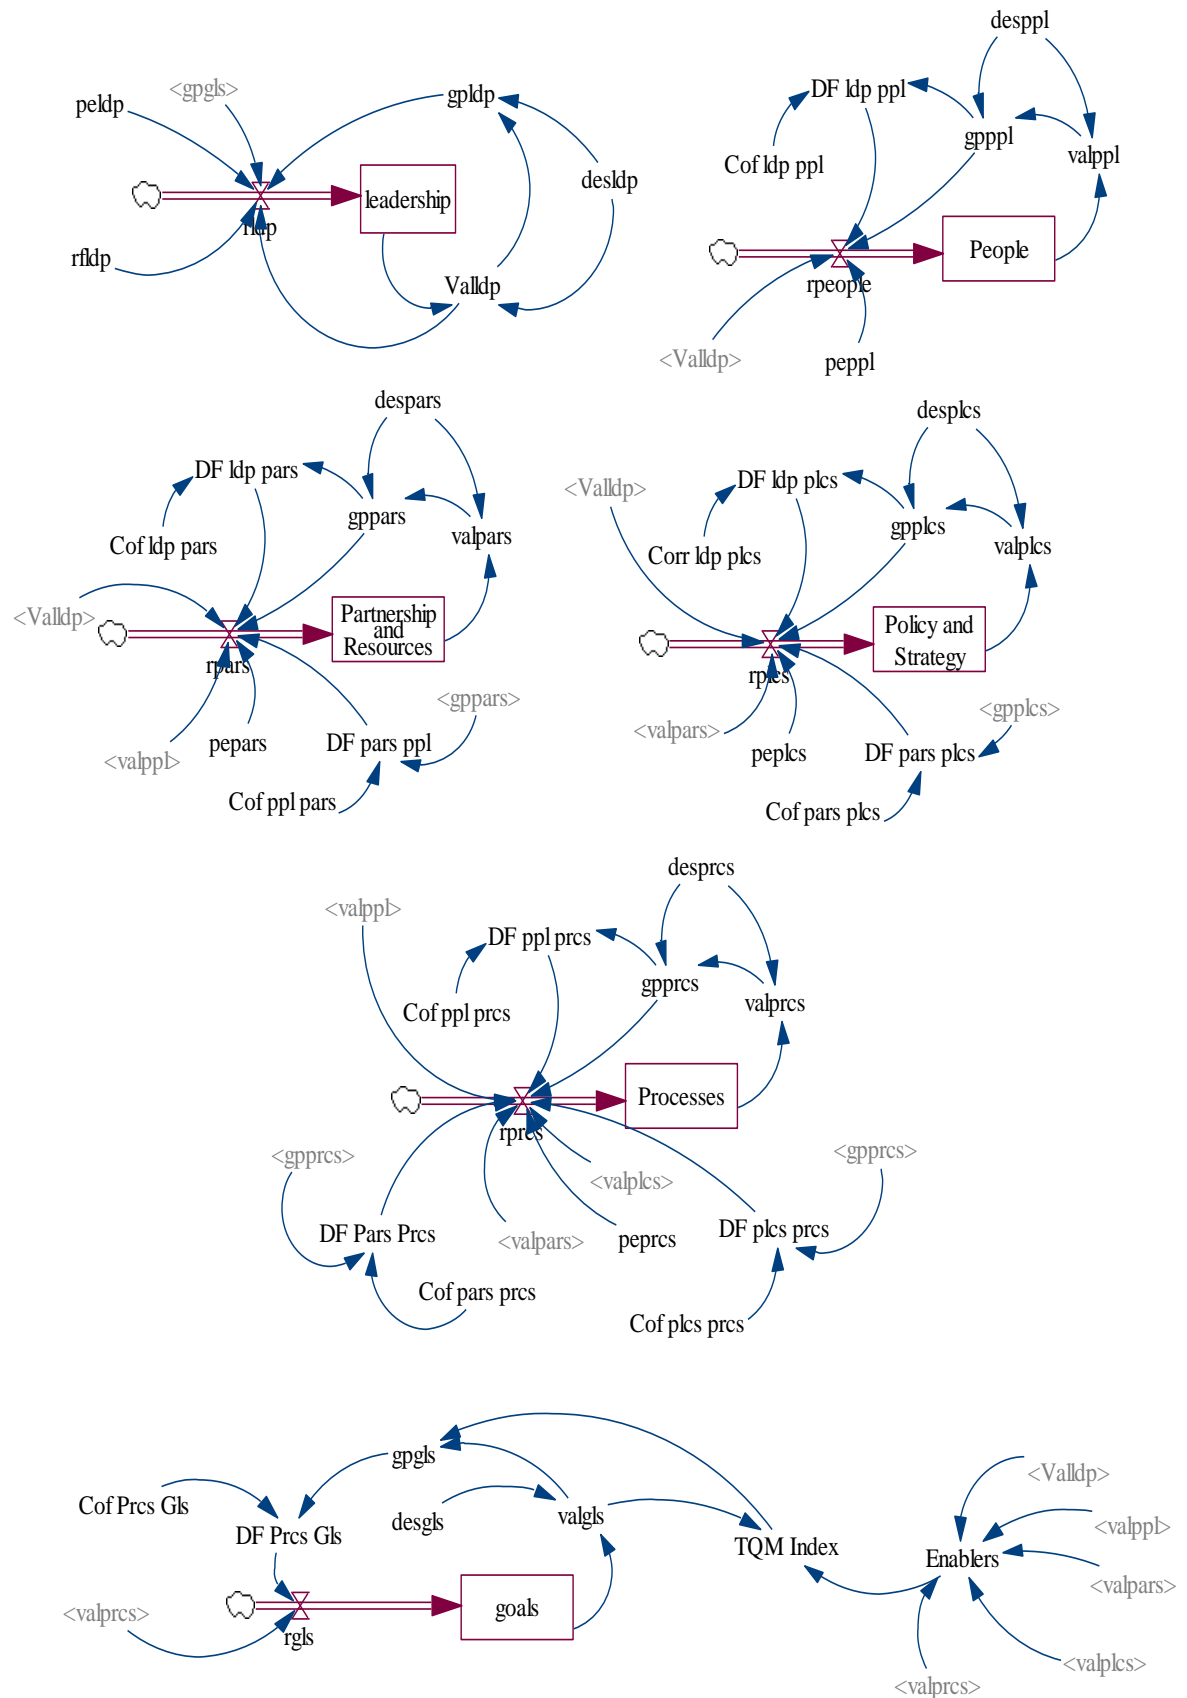 desppl
<gpgls>
peldp
gpldp
DF ldp ppl
gpppl
Cof ldp ppl
valppl
desldp
leadership
rldp
rfldp
People
rpeople
Valldp
<Valldp>
peppl
despars
desplcs
DF ldp pars
DF ldp plcs
<Valldp>
gppars
gpplcs
valpars
valplcs
Cof ldp pars
Corr ldp plcs
<Valldp>
Partnership
and
Resources
Policy and
Strategy
rpars
rplcs
<gppars>
<gpplcs>
<valppl>
pepars
DF pars ppl
<valpars>
peplcs
DF pars plcs
Cof ppl pars
Cof pars plcs
desprcs
<valppl>
DF ppl prcs
gpprcs
valprcs
Cof ppl prcs
Processes
rprcs
<gpprcs>
<gpprcs>
<valplcs>
DF Pars Prcs
<valpars>
peprcs
DF plcs prcs
Cof pars prcs
Cof plcs prcs
gpgls
<Valldp>
Cof Prcs Gls
desgls
valgls
DF Prcs Gls
TQM Index
<valppl>
Enablers
<valpars>
<valprcs>
goals
rgls
<valplcs>
<valprcs>